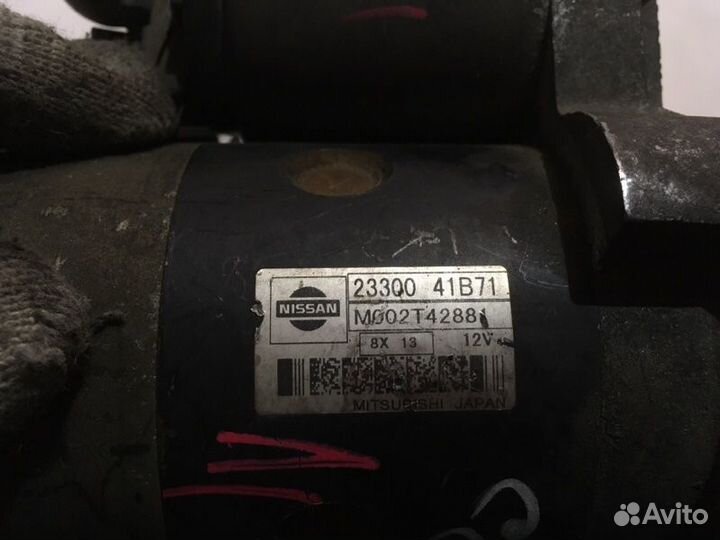 NISSAN
23300 41B71
M002T42881
8X 13 12V
MITSUBISHI JAPAN
Avito